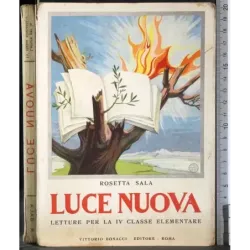 LUCE NUOVA
ROSETTA SALA
LUCE NUOVA
LETTURE PER LA IV CLASSE ELEMENTARE
VITTORIO BONACCI - EDITORE - ROMA